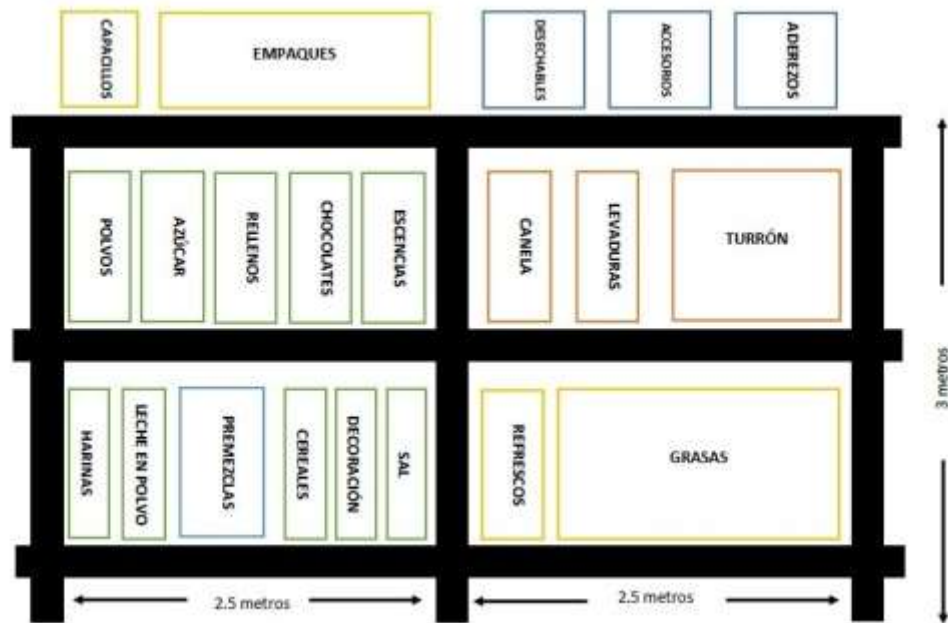 CAPACILLOS
EMPAQUES
DESECHABLES
ACCESORIOS
ADEREZOS
POLVOS
AZÚCAR
RELLENOS
CHOCOLATES
ESCENCIAS
CANELA
LEVADURAS
TURRÓN
HARINAS
LECHE EN POLVO
PREMEZCLAS
CEREALES
DECORACIÓN
SAL
REFRESCOS
GRASAS
3 metros
2.5 metros
2.5 metros